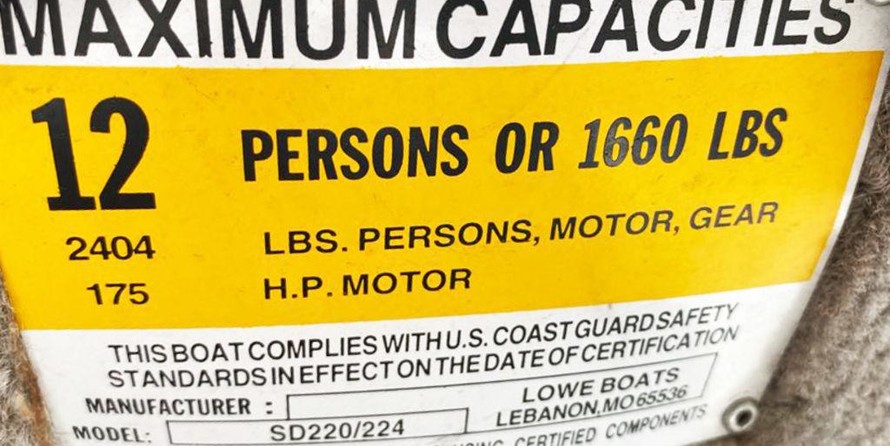 MAXIMUM CAPACITIES
12 PERSONS OR 1660 LBS
2404 LBS. PERSONS, MOTOR, GEAR
175 H.P. MOTOR
THIS BOAT COMPLIES WITH U.S. COAST GUARD SAFETY
STANDARDS IN EFFECT ON THE DATE OF CERTIFICATION
MANUFACTURER : LOWE BOATS
LEBANON, MO 65536
MODEL: SD220/224
CERTIFIED COMPONENTS